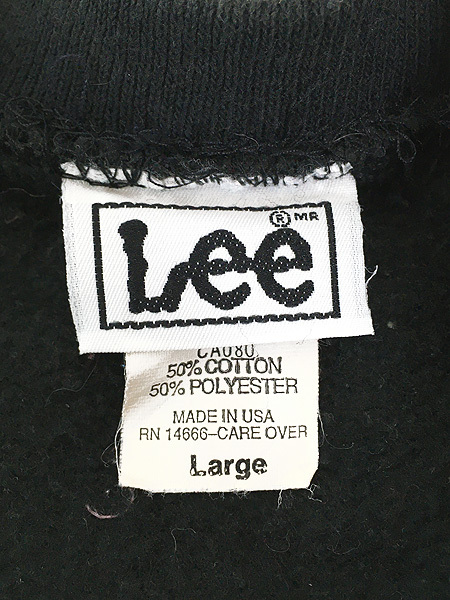 Lee ® MR
CA080
50% COTTON
50% POLYESTER
MADE IN USA
RN 14666-CARE OVER
Large